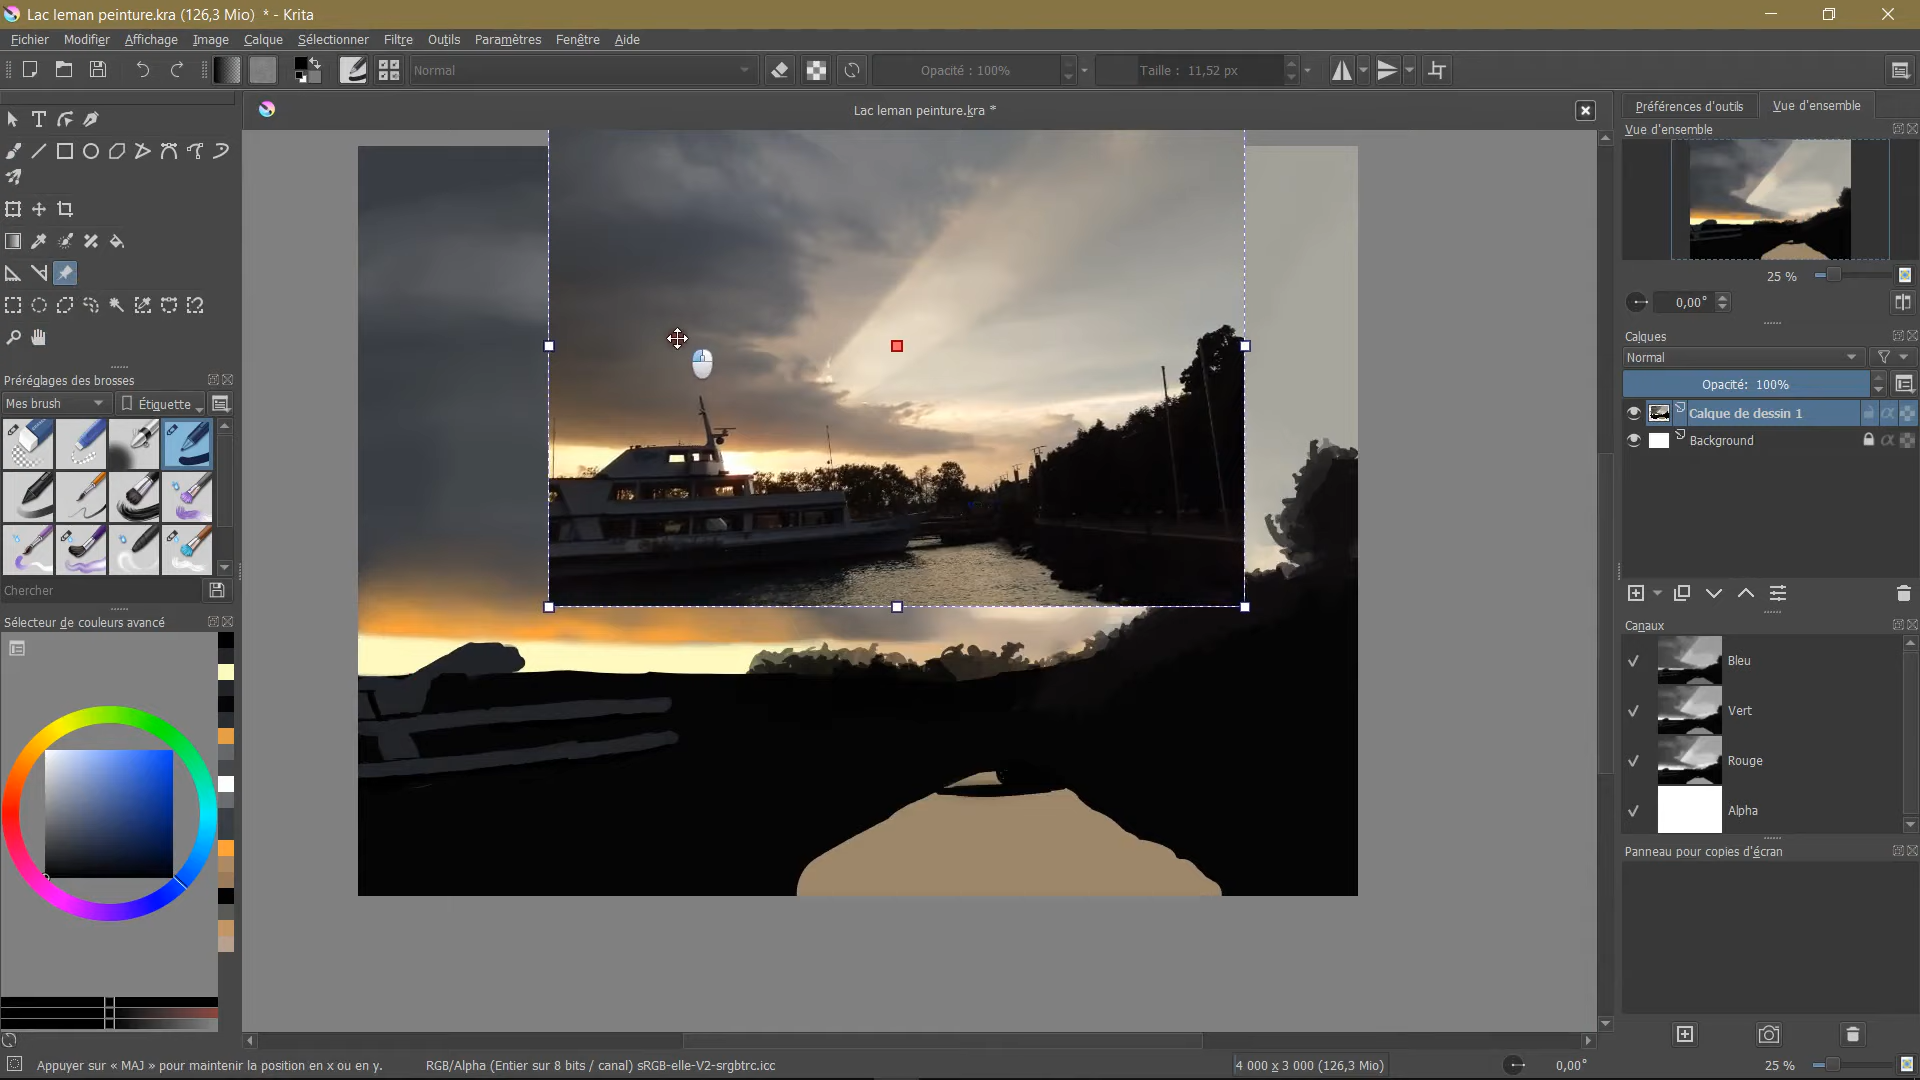 Lac leman peinture.kra (126,3 Mio)  * - Krita
Fichier Modifier Affichage Image Calque Sélectionner Filtre Outils Paramètres Fenêtre Aide
Normal
Opacité : 100%
Taille : 11,52 px
Lac leman peinture.kra *
Préférences d'outils
Vue d'ensemble
Vue d'ensemble
25 %
0,00°
Calques
Normal
Opacité: 100%
Calque de dessin 1
Background
Canaux
Bleu
Vert
Rouge
Alpha
Panneau pour copies d'écran
Préréglages des brosses
Mes brush
Étiquette
Chercher
Sélecteur de couleurs avancé
Appuyer sur « MAJ » pour maintenir la position en x ou en y.
RGB/Alpha (Entier sur 8 bits / canal) sRGB-elle-V2-srgbtrc.icc
4 000 x 3 000 (126,3 Mio)
0,00°
25 %